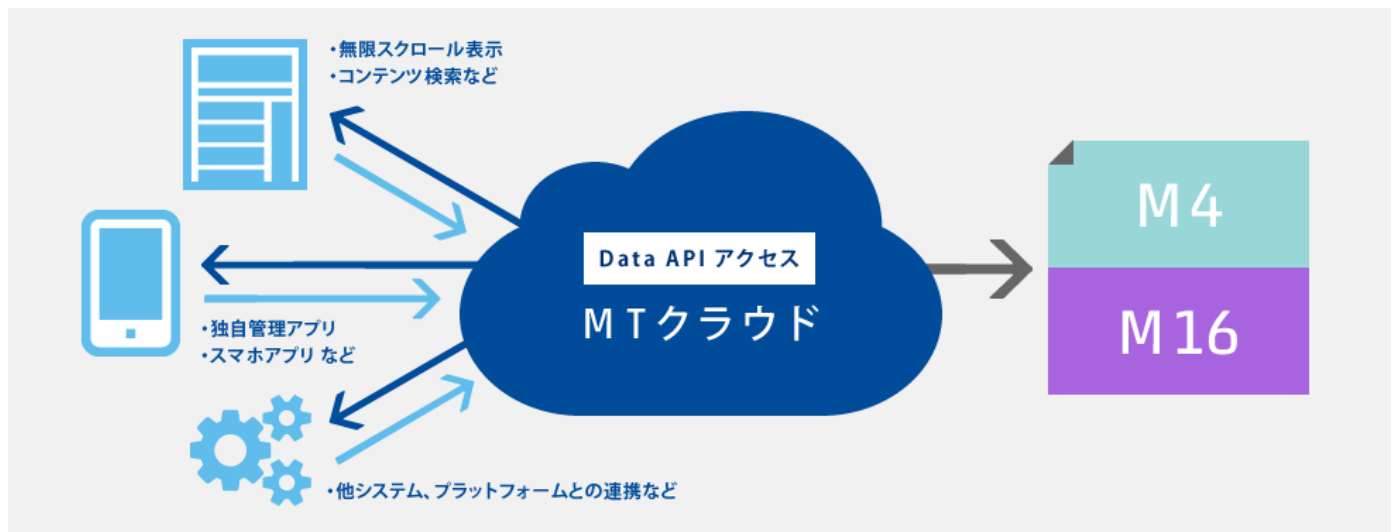 ・無限スクロール表示
・コンテンツ検索など
Data API アクセス
MTクラウド
・独自管理アプリ
・スマホアプリ など
・他システム、プラットフォームとの連携など
M4
M16